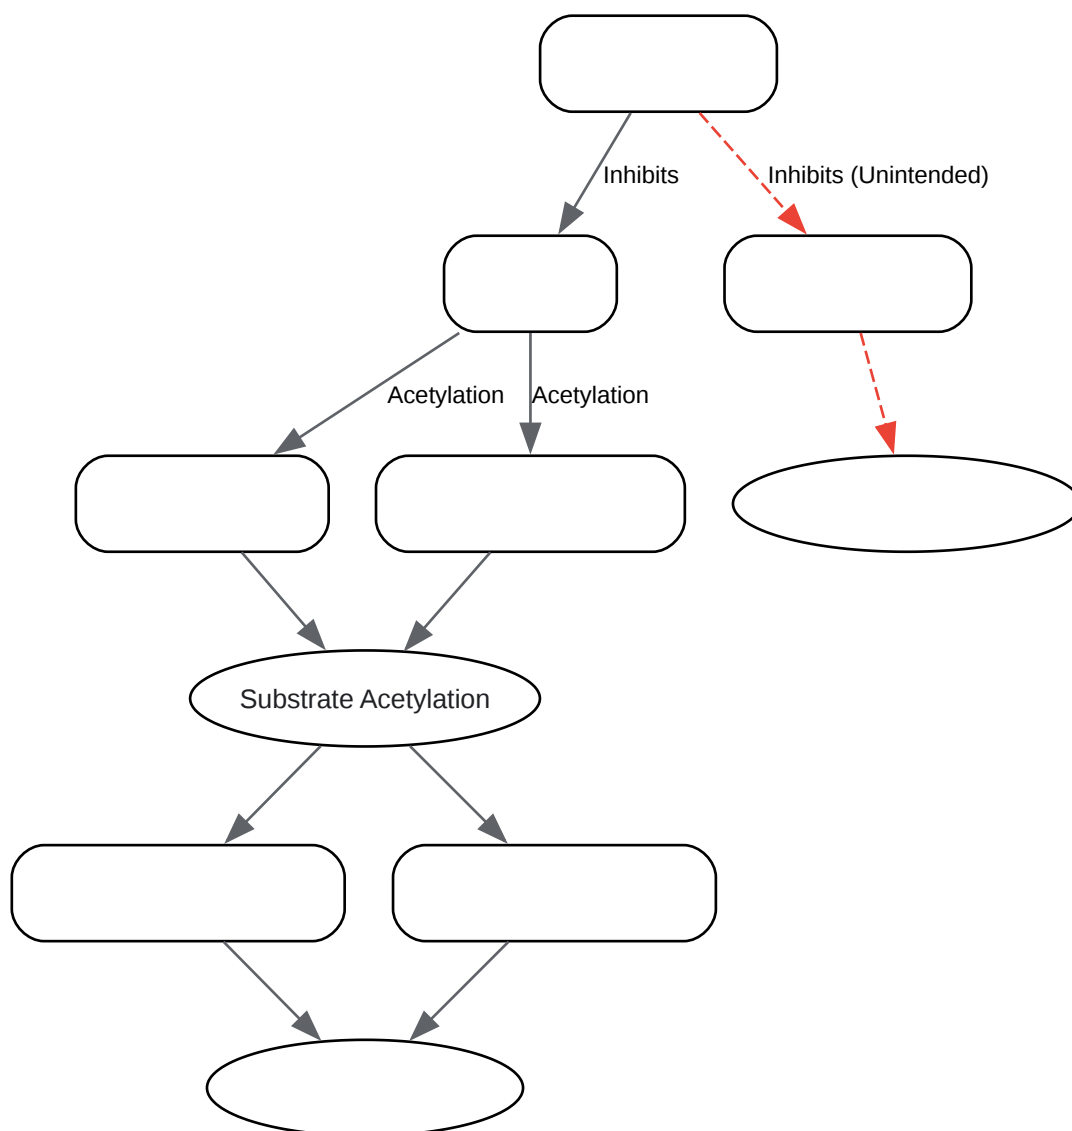 Inhibits
Inhibits (Unintended)
Acetylation
Acetylation
Substrate Acetylation